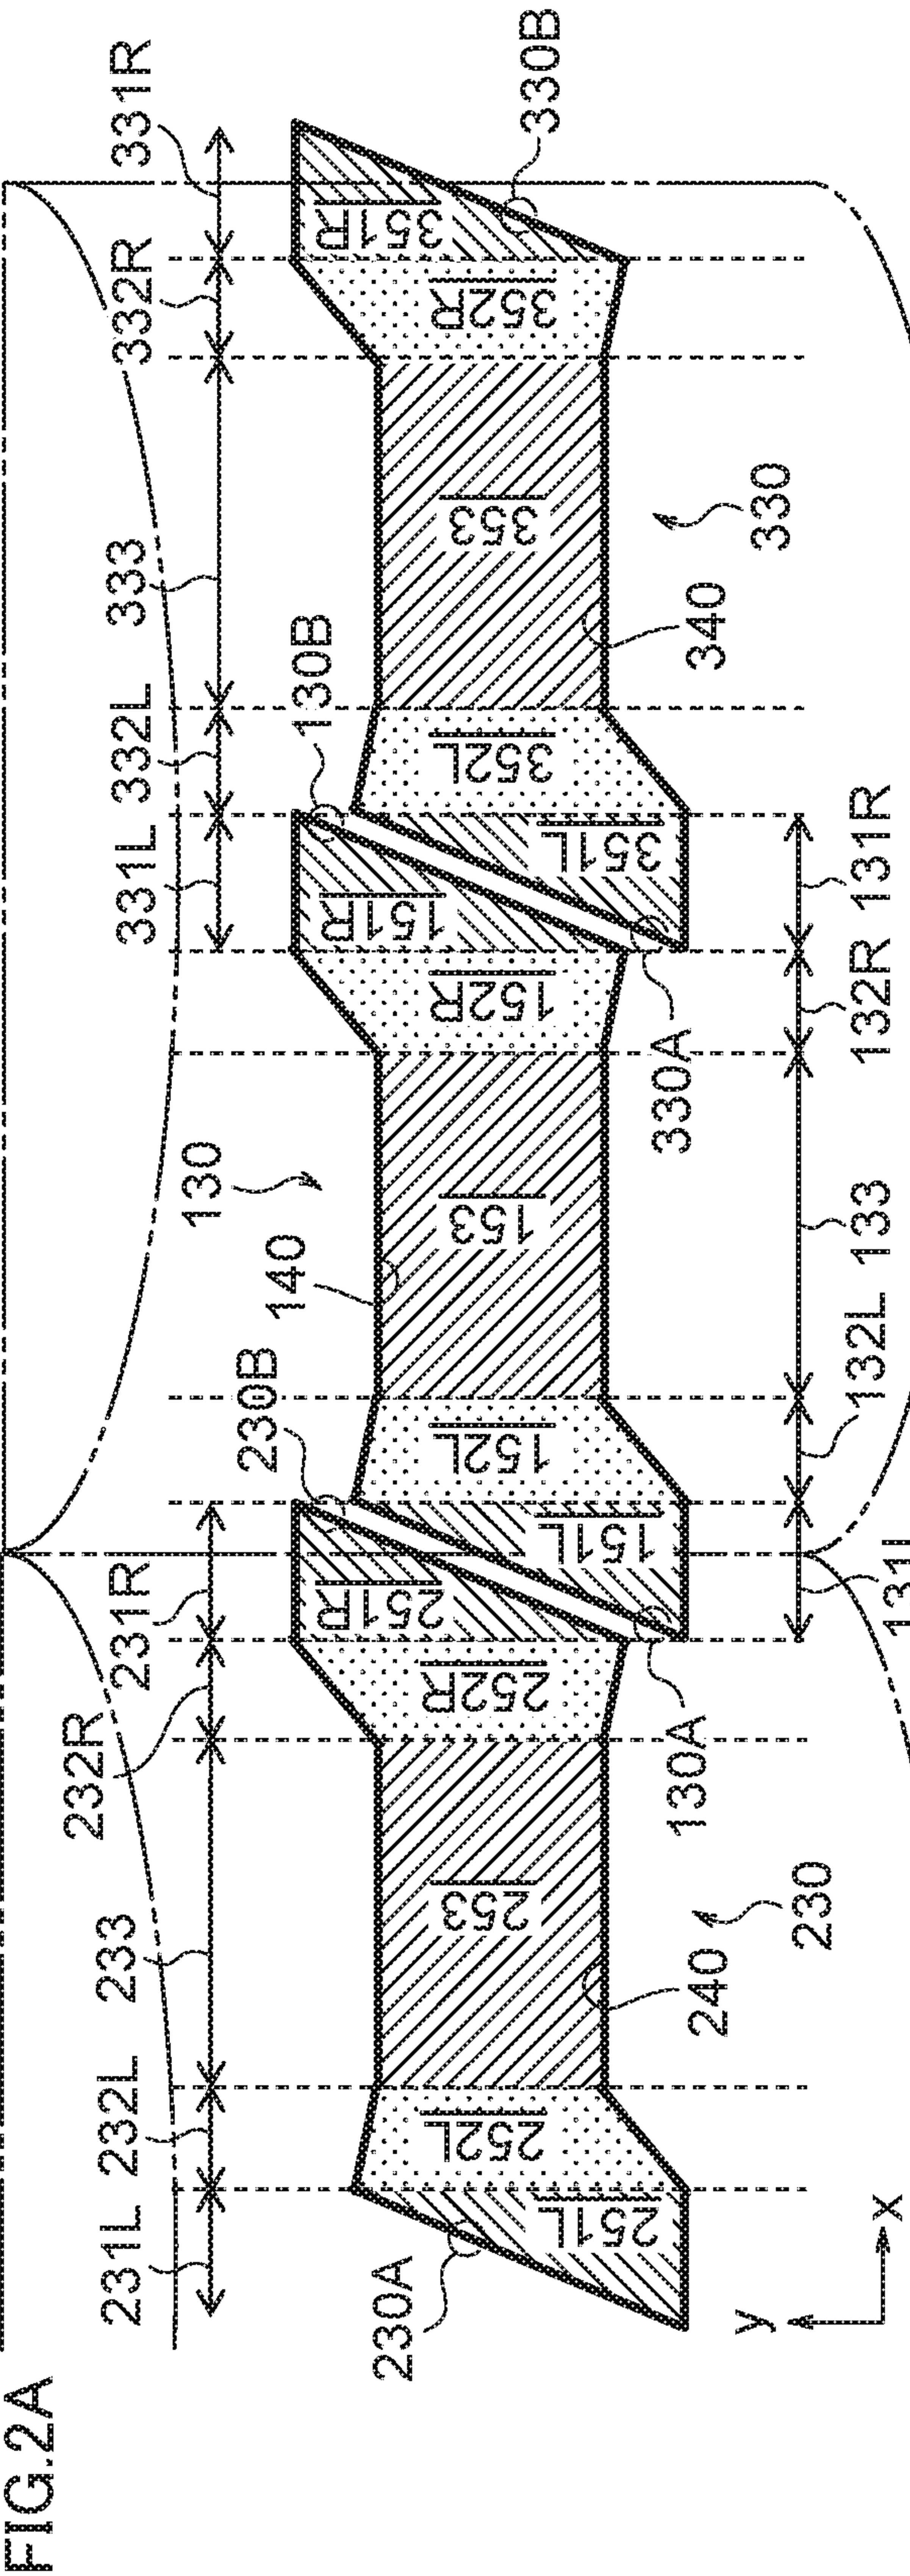 FIG.2A
231L
232L
233
232R
231R
331L
332L
333
332R
331R
230A
230B
140
130
130B
330B
251L
252L
253
252R
251R
151L
152L
153
152R
151R
351L
352L
353
352R
351R
240
230
130A
330A
340
330
131L
132L
133
132R
131R
y
x